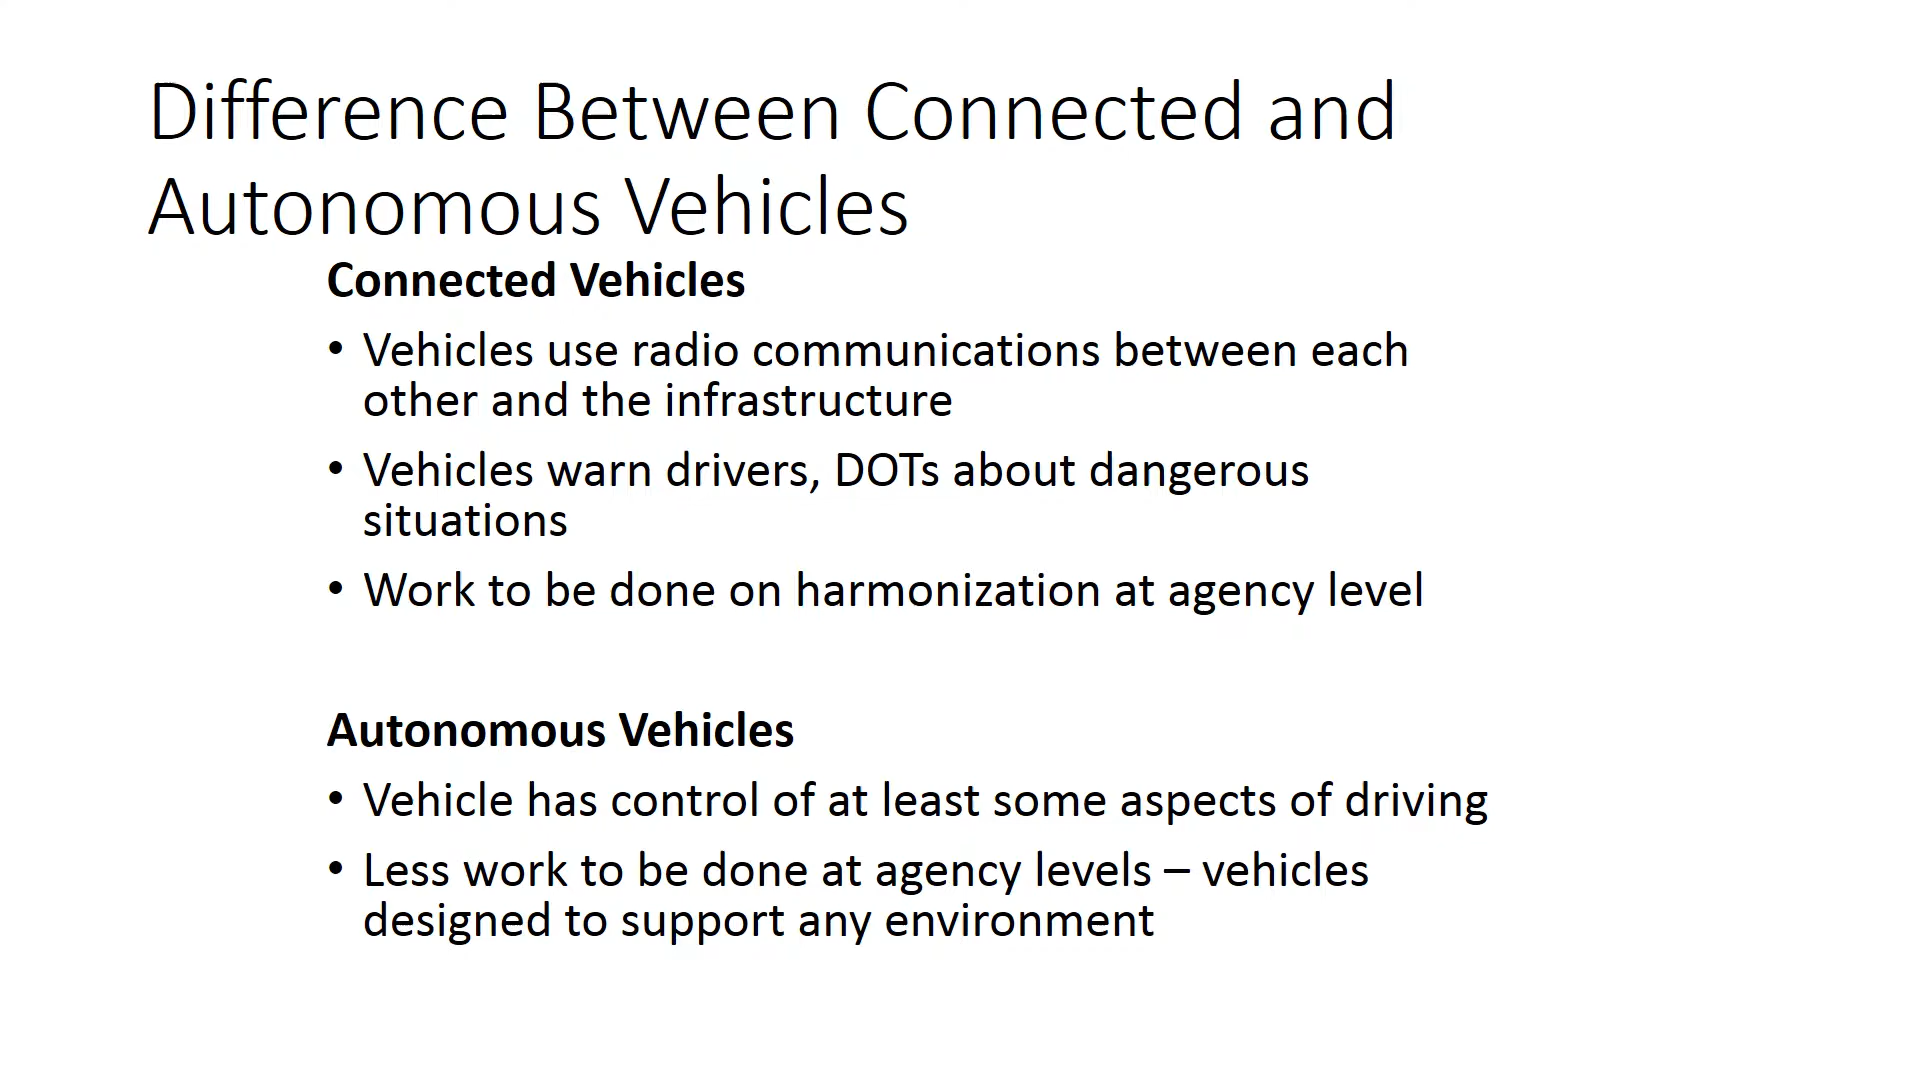 Difference Between Connected and
Autonomous Vehicles
Connected Vehicles
• Vehicles use radio communications between each
other and the infrastructure
• Vehicles warn drivers, DOTs about dangerous
situations
• Work to be done on harmonization at agency level
Autonomous Vehicles
• Vehicle has control of at least some aspects of driving
• Less work to be done at agency levels – vehicles
designed to support any environment